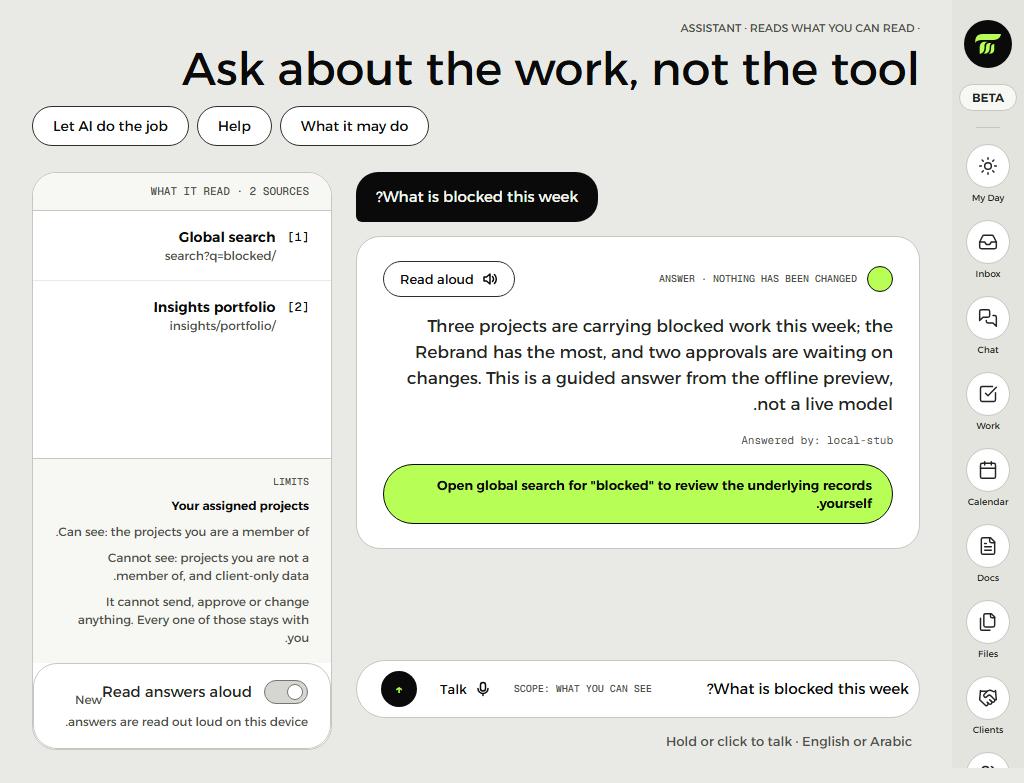 ASSISTANT · READS WHAT YOU CAN READ ·
Ask about the work, not the tool
Let AI do the job
Help
What it may do
BETA
My Day
Inbox
Chat
Work
Calendar
Docs
Files
Clients
?What is blocked this week
Read aloud
ANSWER · NOTHING HAS BEEN CHANGED
Three projects are carrying blocked work this week; the
Rebrand has the most, and two approvals are waiting on
changes. This is a guided answer from the offline preview,
.not a live model
Answered by: local-stub
Open global search for "blocked" to review the underlying records
.yourself
Talk
SCOPE: WHAT YOU CAN SEE
?What is blocked this week
Hold or click to talk · English or Arabic
WHAT IT READ · 2 SOURCES
Global search [1]
search?q=blocked/
Insights portfolio [2]
insights/portfolio/
LIMITS
Your assigned projects
.Can see: the projects you are a member of
Cannot see: projects you are not a
.member of, and client-only data
It cannot send, approve or change
anything. Every one of those stays with
.you
Read answers aloud
New
.answers are read out loud on this device